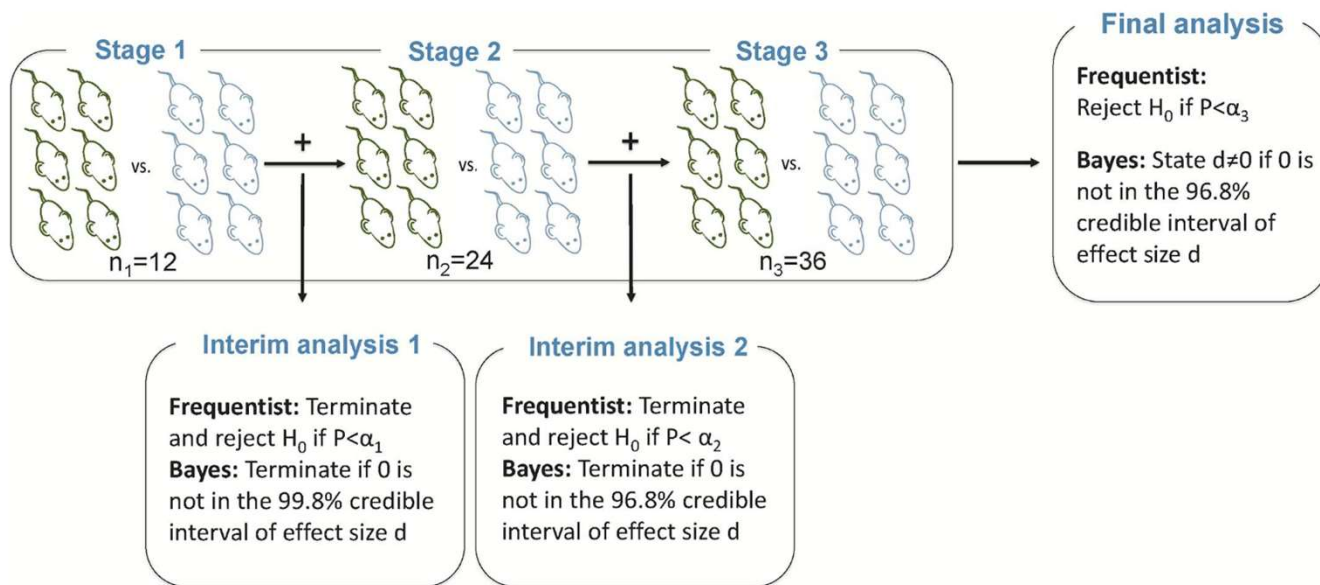 Stage 1
Stage 2
Stage 3
vs.
+
vs.
+
vs.
n₁=12
n₂=24
n₃=36
Final analysis
Frequentist:
Reject H₀ if P<α₃
Bayes: State d≠0 if 0 is
not in the 96.8%
credible interval of
effect size d
Interim analysis 1
Frequentist: Terminate
and reject H₀ if P<α₁
Bayes: Terminate if 0 is
not in the 99.8% credible
interval of effect size d
Interim analysis 2
Frequentist: Terminate
and reject H₀ if P< α₂
Bayes: Terminate if 0 is
not in the 96.8% credible
interval of effect size d